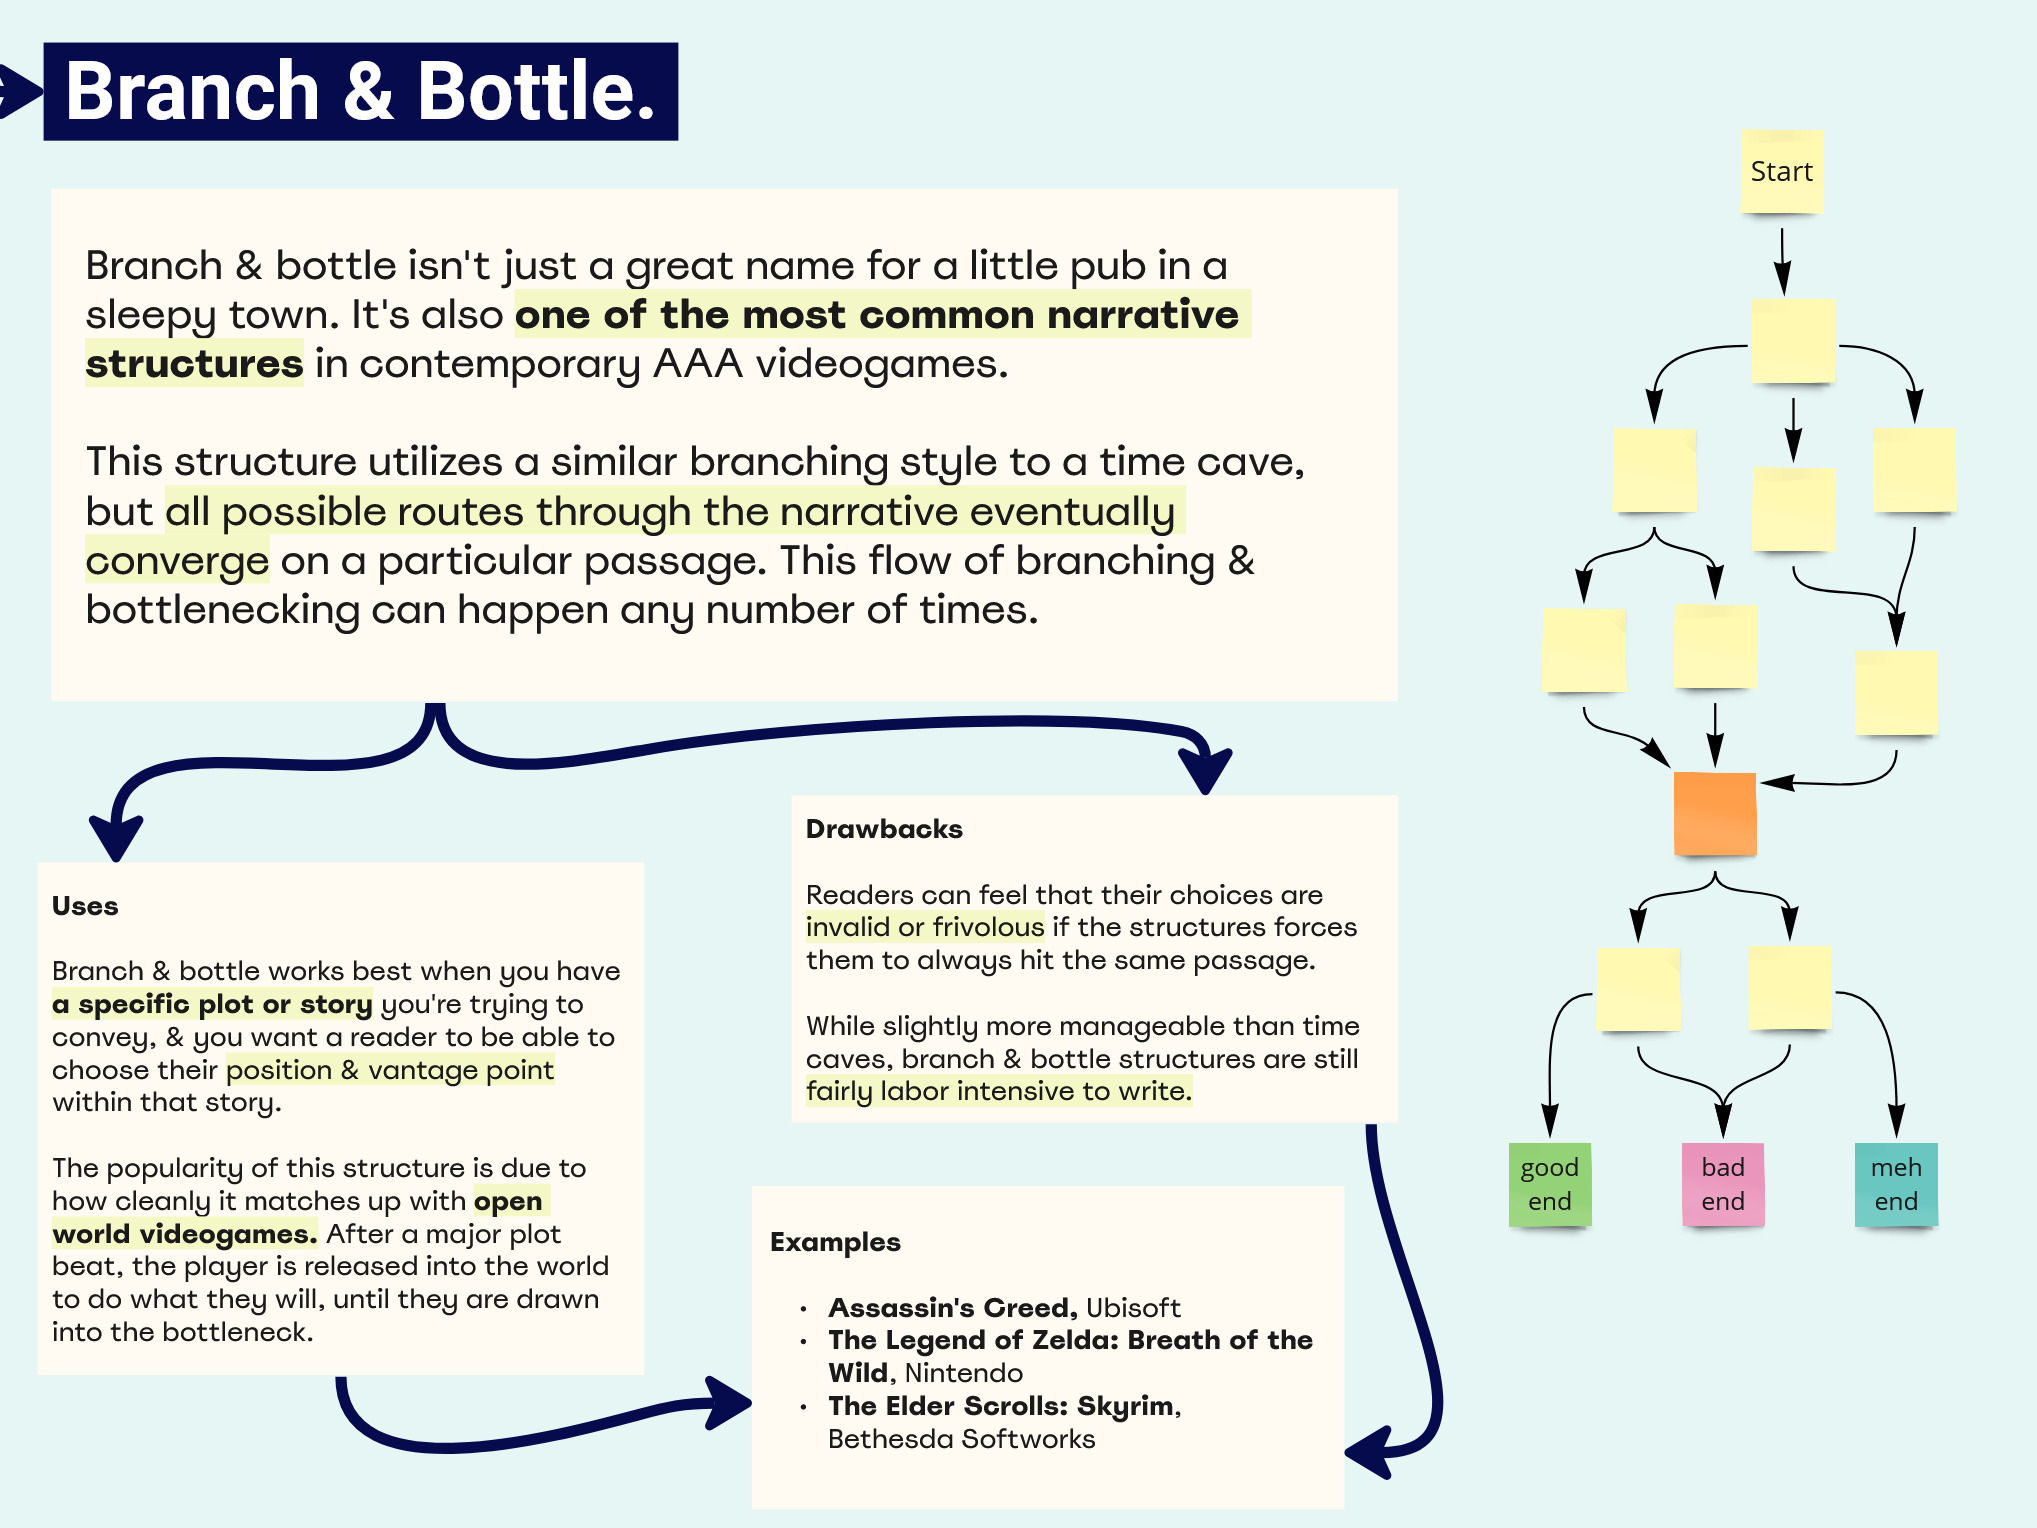 Branch & Bottle.
Branch & bottle isn't just a great name for a little pub in a
sleepy town. It's also one of the most common narrative
structures in contemporary AAA videogames.
This structure utilizes a similar branching style to a time cave,
but all possible routes through the narrative eventually
converge on a particular passage. This flow of branching &
bottlenecking can happen any number of times.
Uses
Branch & bottle works best when you have
a specific plot or story you're trying to
convey, & you want a reader to be able to
choose their position & vantage point
within that story.
The popularity of this structure is due to
how cleanly it matches up with open
world videogames. After a major plot
beat, the player is released into the world
to do what they will, until they are drawn
into the bottleneck.
Drawbacks
Readers can feel that their choices are
invalid or frivolous if the structures forces
them to always hit the same passage.
While slightly more manageable than time
caves, branch & bottle structures are still
fairly labor intensive to write.
Examples
• Assassin's Creed, Ubisoft
• The Legend of Zelda: Breath of the
Wild, Nintendo
• The Elder Scrolls: Skyrim,
Bethesda Softworks
Start
good
end
bad
end
meh
end